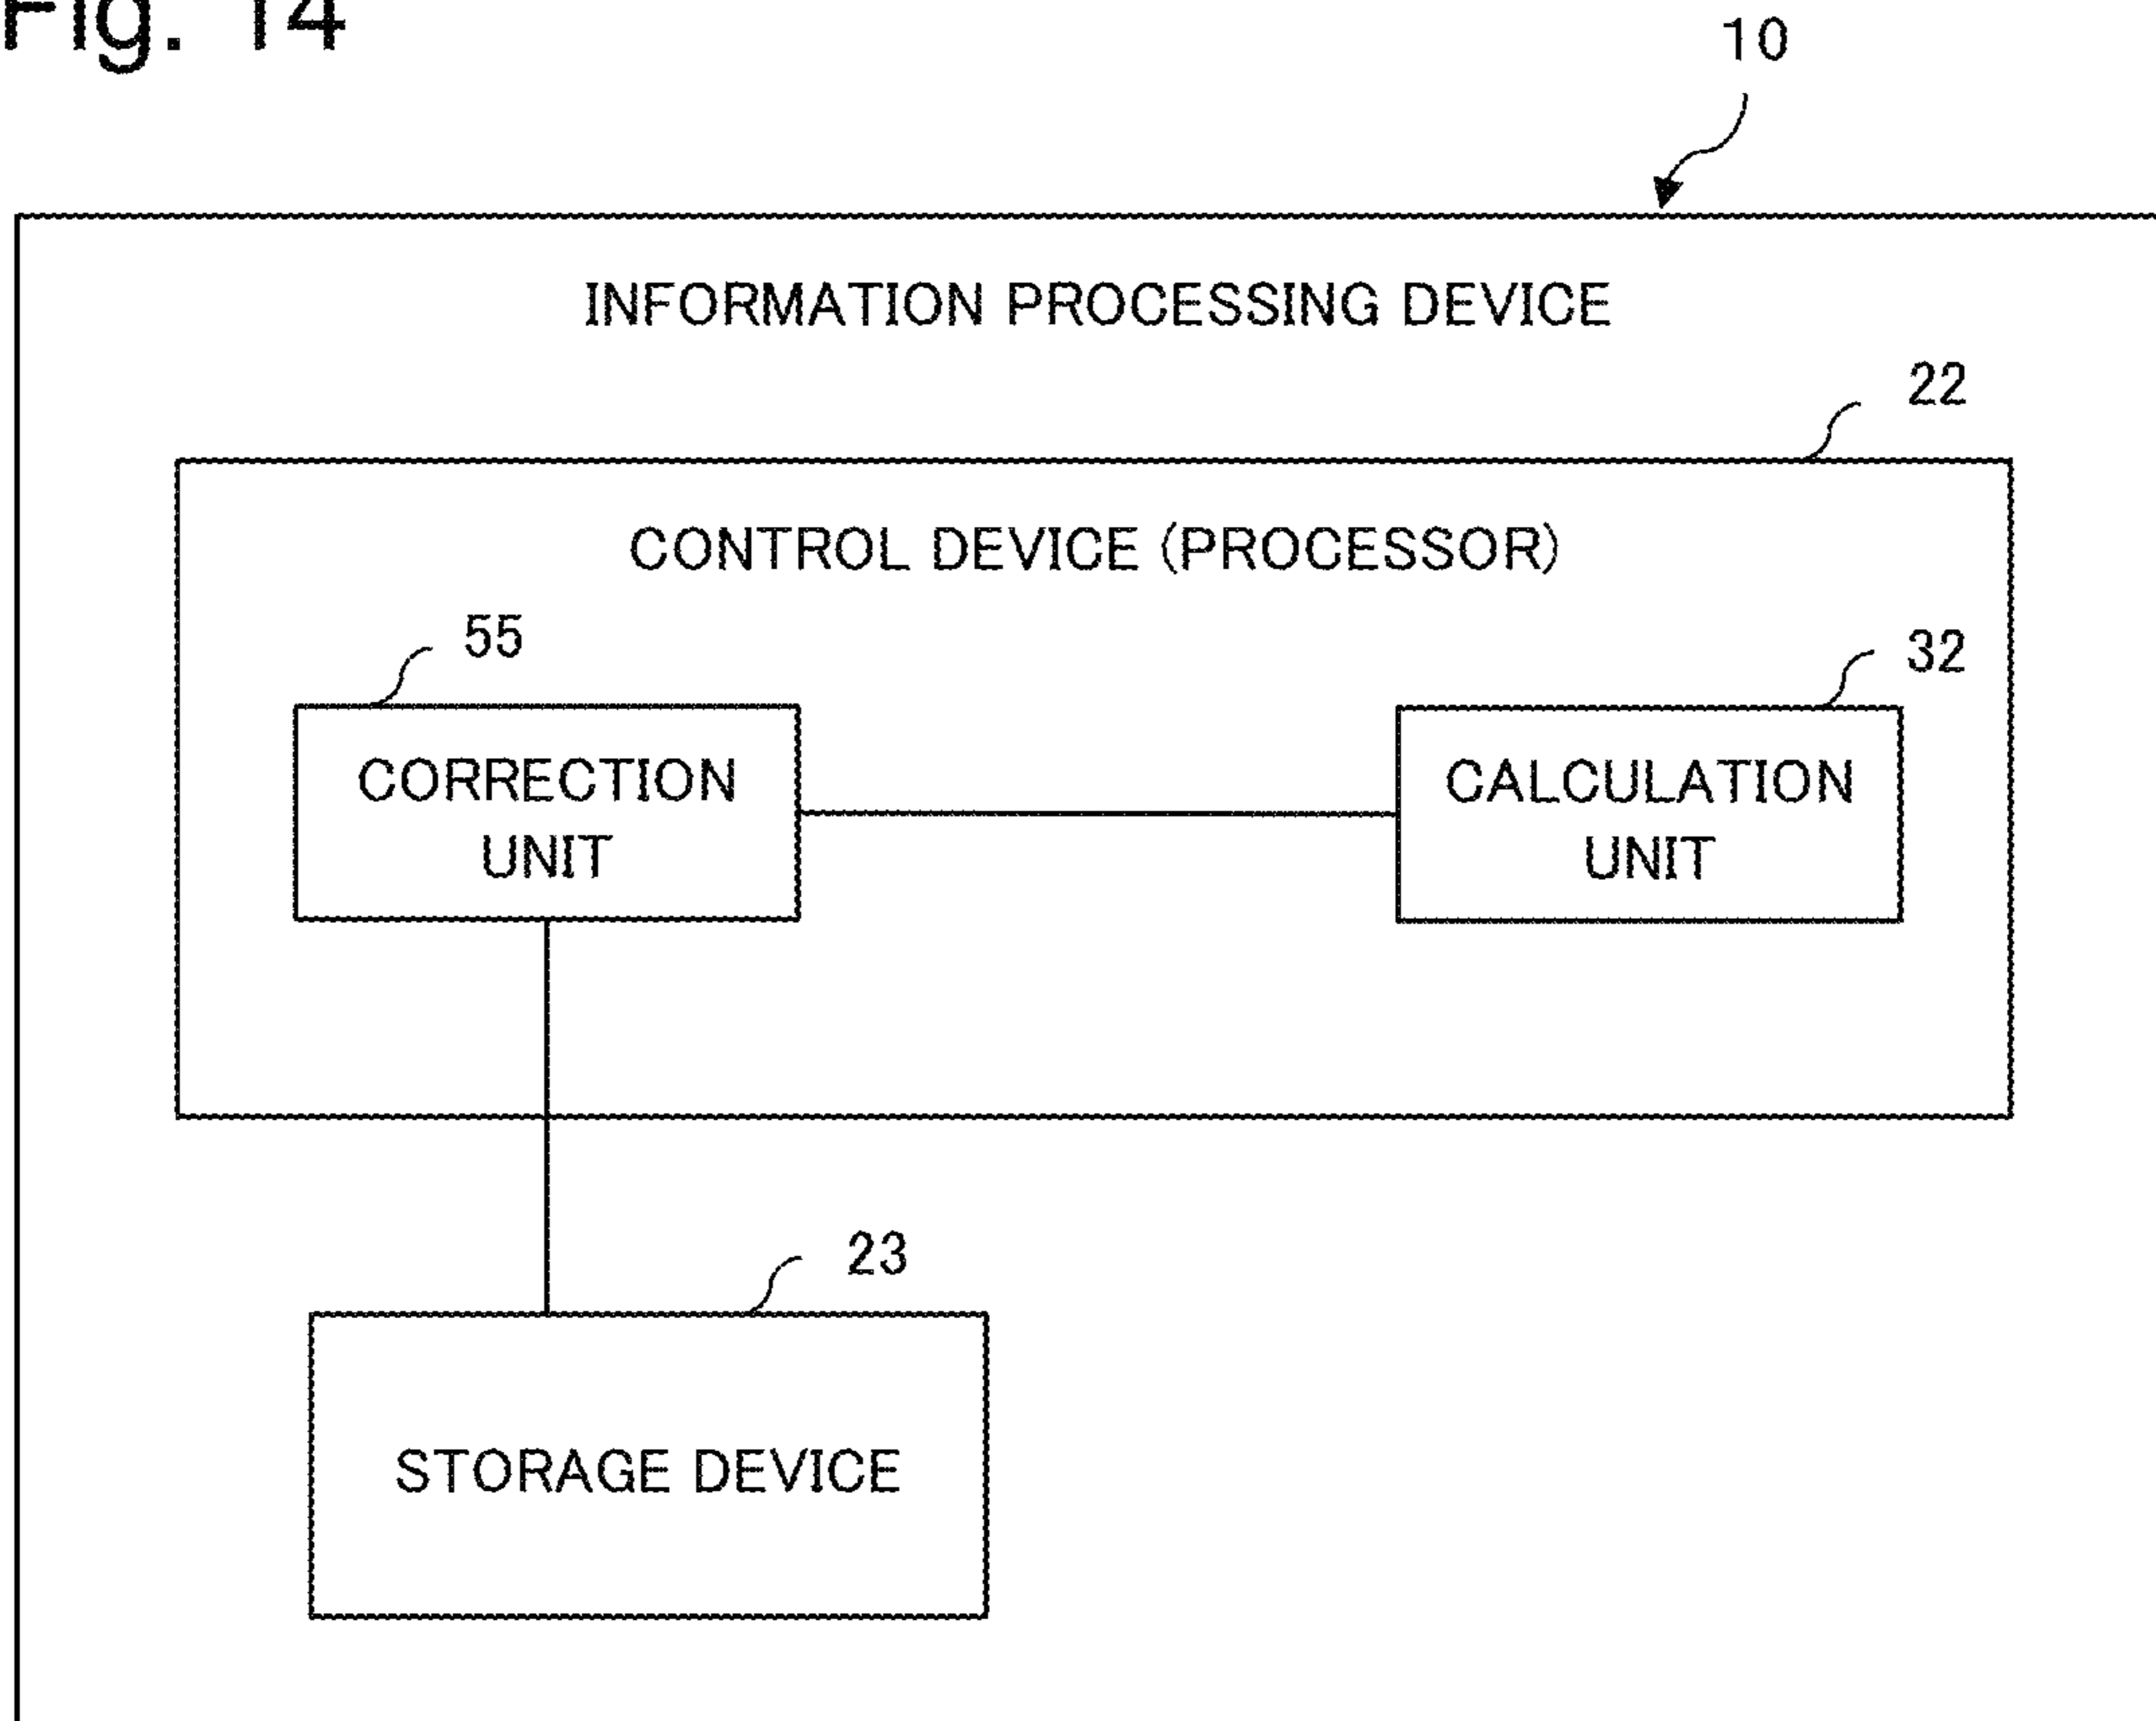 Fig. 14
10
INFORMATION PROCESSING DEVICE
22
CONTROL DEVICE (PROCESSOR)
55
32
CORRECTION
UNIT
CALCULATION
UNIT
23
STORAGE DEVICE